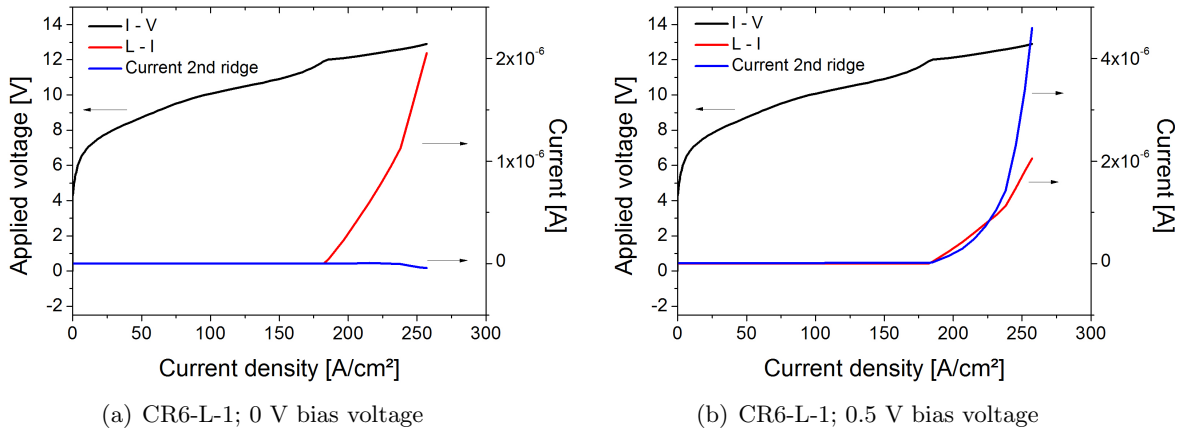 I - V
L - I
Current 2nd ridge
14
12
10
8
6
4
2
0
-2
Applied voltage [V]
2x10⁻⁶
1x10⁻⁶
0
Current [A]
0
50
100
150
200
250
300
Current density [A/cm²]
(a) CR6-L-1; 0 V bias voltage
I - V
L - I
Current 2nd ridge
14
12
10
8
6
4
2
0
-2
Applied voltage [V]
4x10⁻⁶
2x10⁻⁶
0
Current [A]
0
50
100
150
200
250
300
Current density [A/cm²]
(b) CR6-L-1; 0.5 V bias voltage